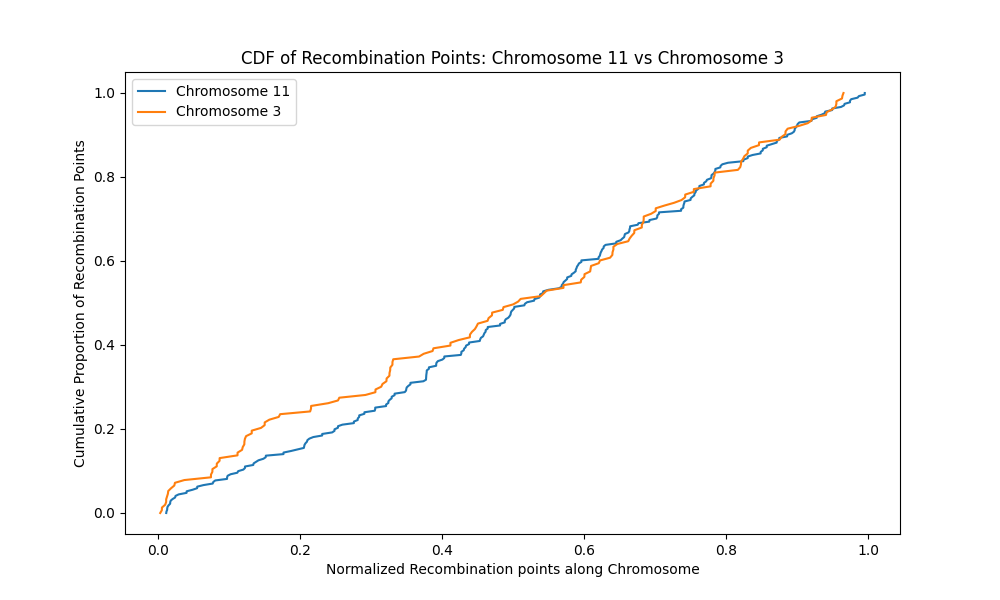 CDF of Recombination Points: Chromosome 11 vs Chromosome 3
Chromosome 11
Chromosome 3
Cumulative Proportion of Recombination Points
1.0
0.8
0.6
0.4
0.2
0.0
0.0 0.2 0.4 0.6 0.8 1.0
Normalized Recombination points along Chromosome